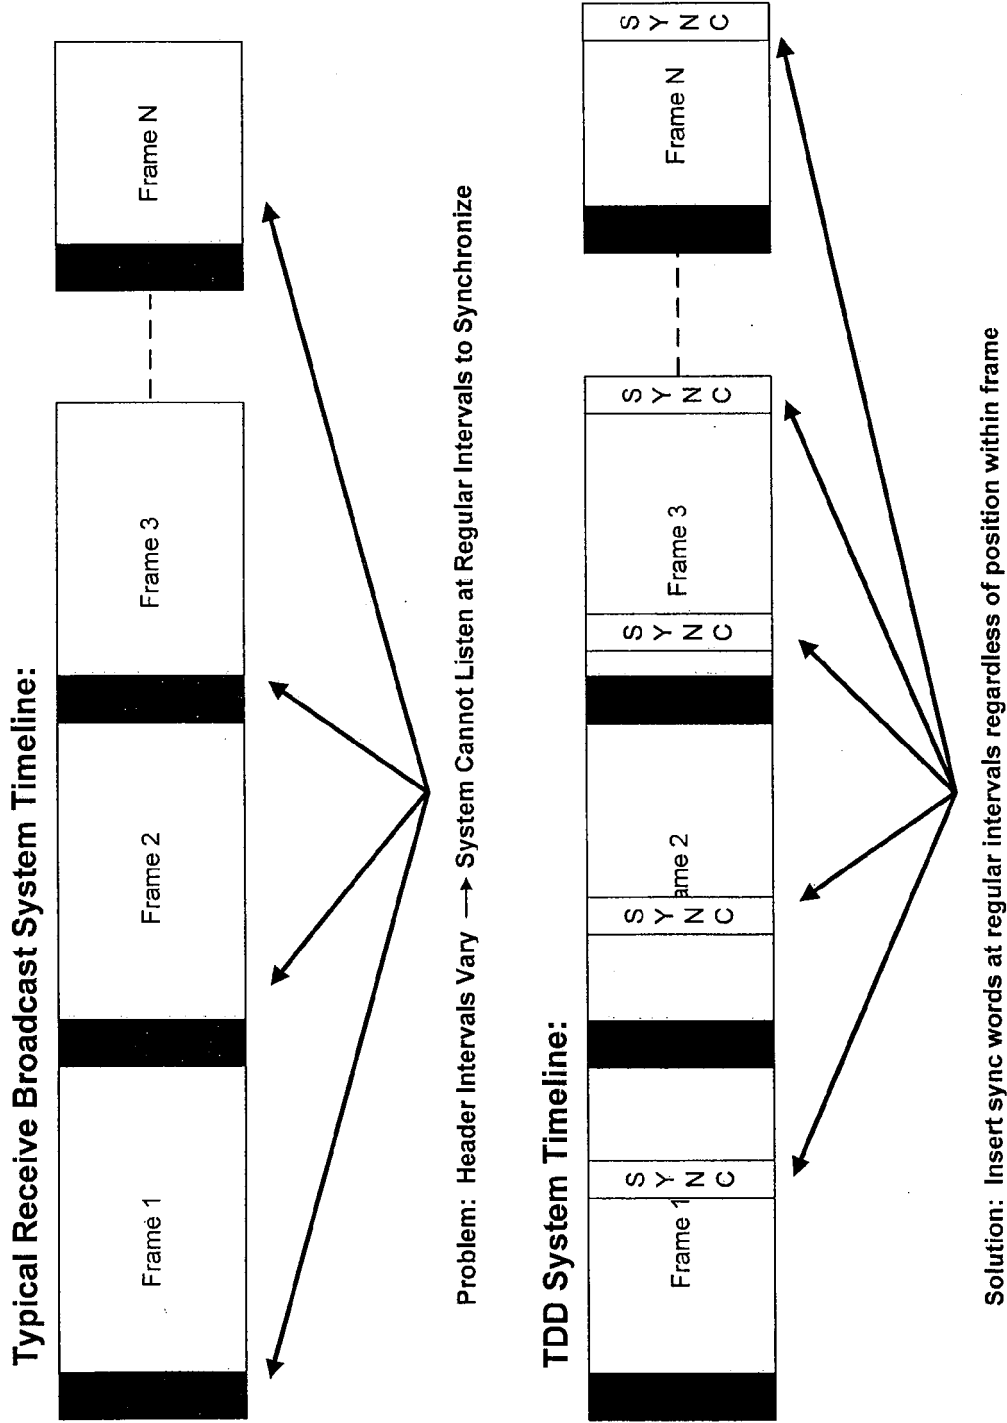 Typical Receive Broadcast System Timeline:
Frame 1
Frame 2
Frame 3
Frame N
Problem: Header Intervals Vary → System Cannot Listen at Regular Intervals to Synchronize
TDD System Timeline:
Frame 1
SYNC
SYNC
ame 2
SYNC
Frame 3
SYNC
Frame N
SYNC
Solution: Insert sync words at regular intervals regardless of position within frame